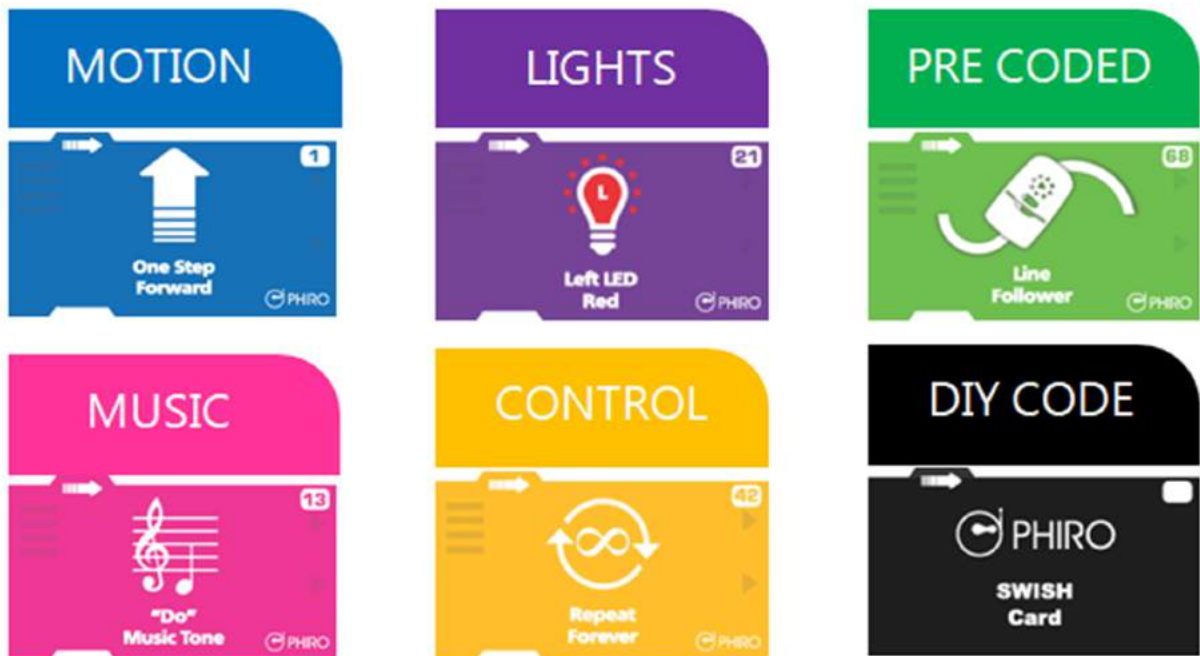 MOTION
1
One Step
Forward
PHIRO
LIGHTS
21
L
Left LED
Red
PHIRO
PRE CODED
68
Line
Follower
PHIRO
MUSIC
13
"Do"
Music Tone
PHIRO
CONTROL
42
Repeat
Forever
PHIRO
DIY CODE
PHIRO
SWISH
Card